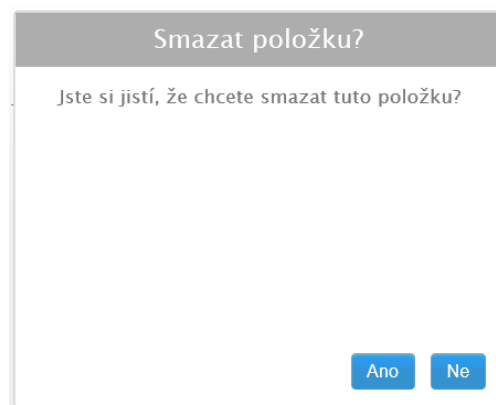 Smazat položku?
Jste si jistí, že chcete smazat tuto položku?
Ano Ne